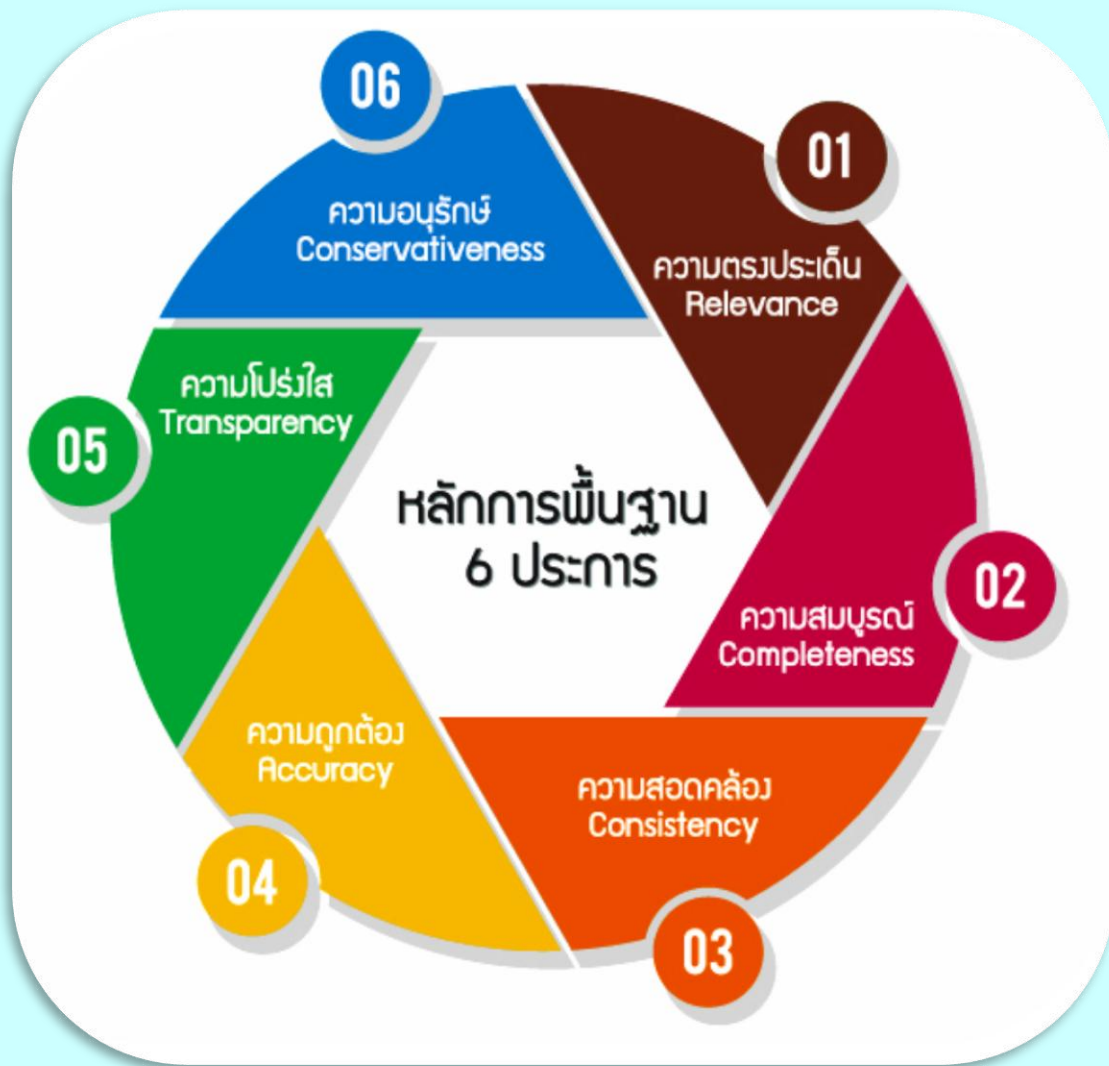 หลักการพื้นฐาน
6 ประการ
01
ความตรงประเด็น
Relevance
02
ความสมบูรณ์
Completeness
03
ความสอดคล้อง
Consistency
04
ความถูกต้อง
Accuracy
05
ความโปร่งใส
Transparency
06
ความอนุรักษ์
Conservativeness